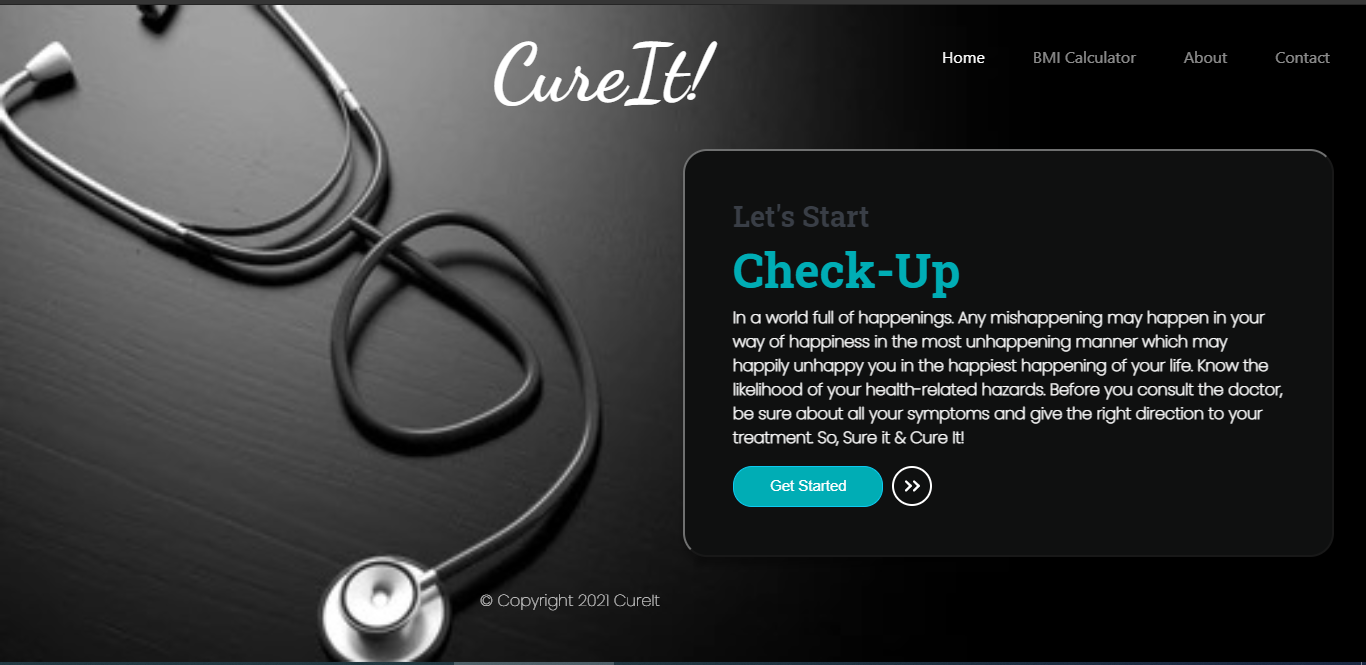 CureIt!
Home
BMI Calculator
About
Contact
Let's Start
Check-Up
In a world full of happenings. Any mishappening may happen in your
way of happiness in the most unhappening manner which may
happily unhappy you in the happiest happening of your life. Know the
likelihood of your health-related hazards. Before you consult the doctor,
be sure about all your symptoms and give the right direction to your
treatment. So, Sure it & Cure It!
Get Started
© Copyright 2021 CureIt